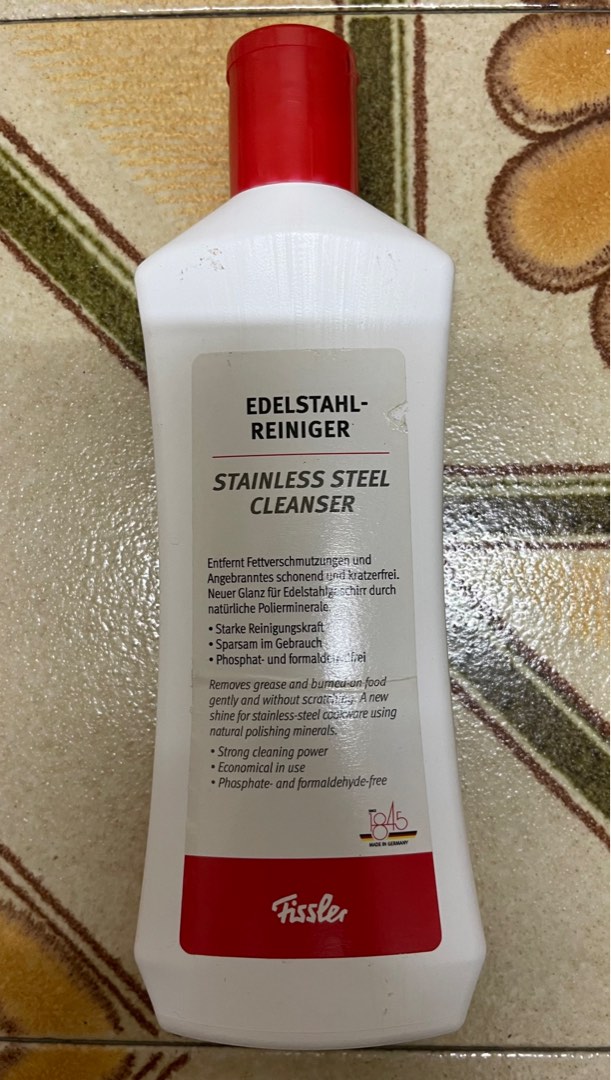 EDELSTAHL-
REINIGER
STAINLESS STEEL
CLEANSER
Entfernt Fettverschmutzungen und
Angebranntes schonend und kratzerfrei.
Neuer Glanz für Edelstahlgeschirr durch
natürliche Polierminerale.
• Starke Reinigungskraft
• Sparsam im Gebrauch
• Phosphat- und formaldehydfrei
Removes grease and burned-on food
gently and without scratching. A new
shine for stainless-steel cookware using
natural polishing minerals.
• Strong cleaning power
• Economical in use
• Phosphate- and formaldehyde-free
1845
MADE IN GERMANY
Fissler